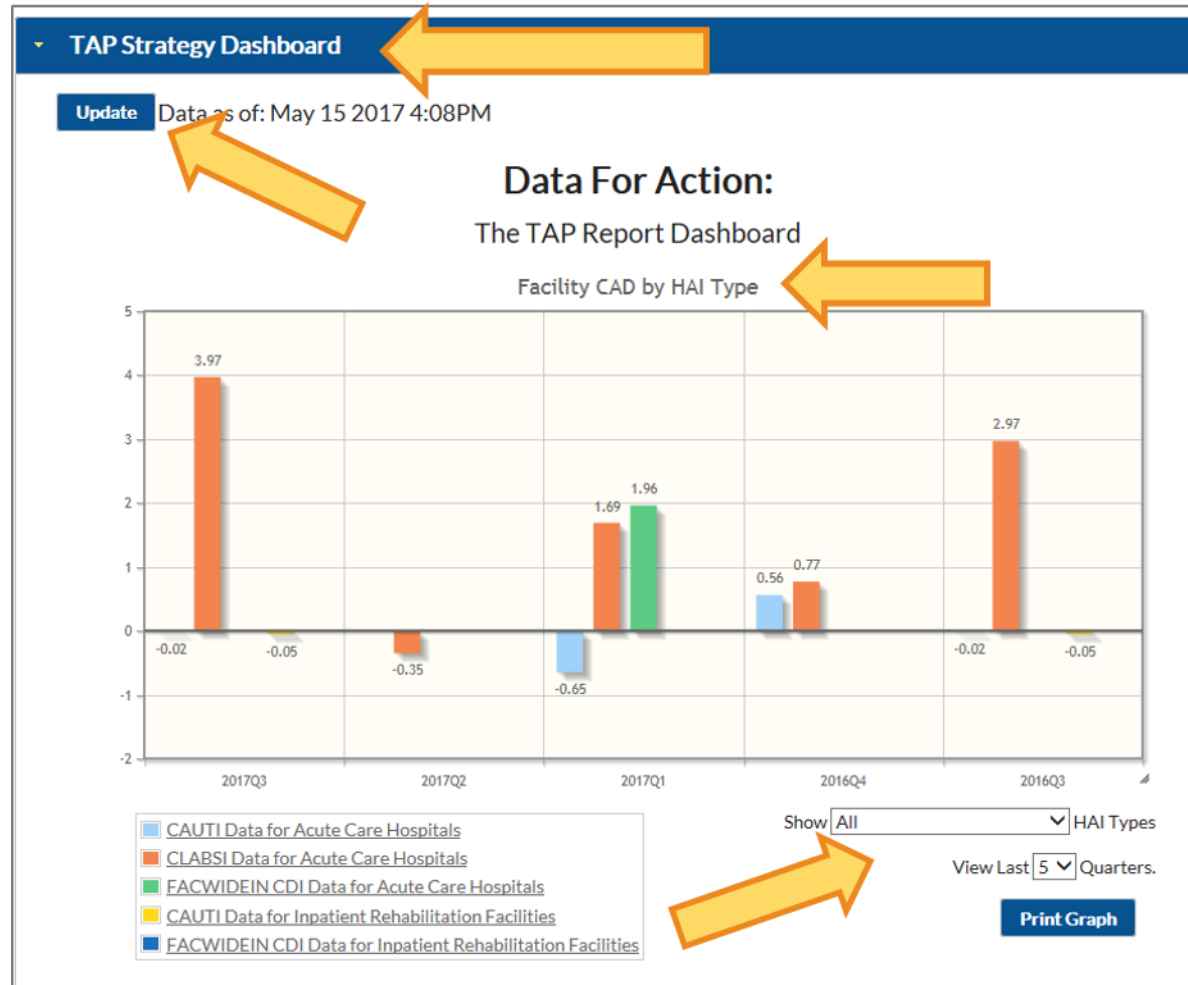 TAP Strategy Dashboard
Update Data as of: May 15 2017 4:08PM
Data For Action:
The TAP Report Dashboard
Facility CAD by HAI Type
5
4
3
2
1
0
-1
-2
3.97
-0.02
-0.05
-0.35
1.69
1.96
-0.65
0.56
0.77
2.97
-0.02
-0.05
2017Q3 2017Q2 2017Q1 2016Q4 2016Q3
CAUTI Data for Acute Care Hospitals
CLABSI Data for Acute Care Hospitals
FACWIDEIN CDI Data for Acute Care Hospitals
CAUTI Data for Inpatient Rehabilitation Facilities
FACWIDEIN CDI Data for Inpatient Rehabilitation Facilities
Show All HAI Types
View Last 5 Quarters.
Print Graph